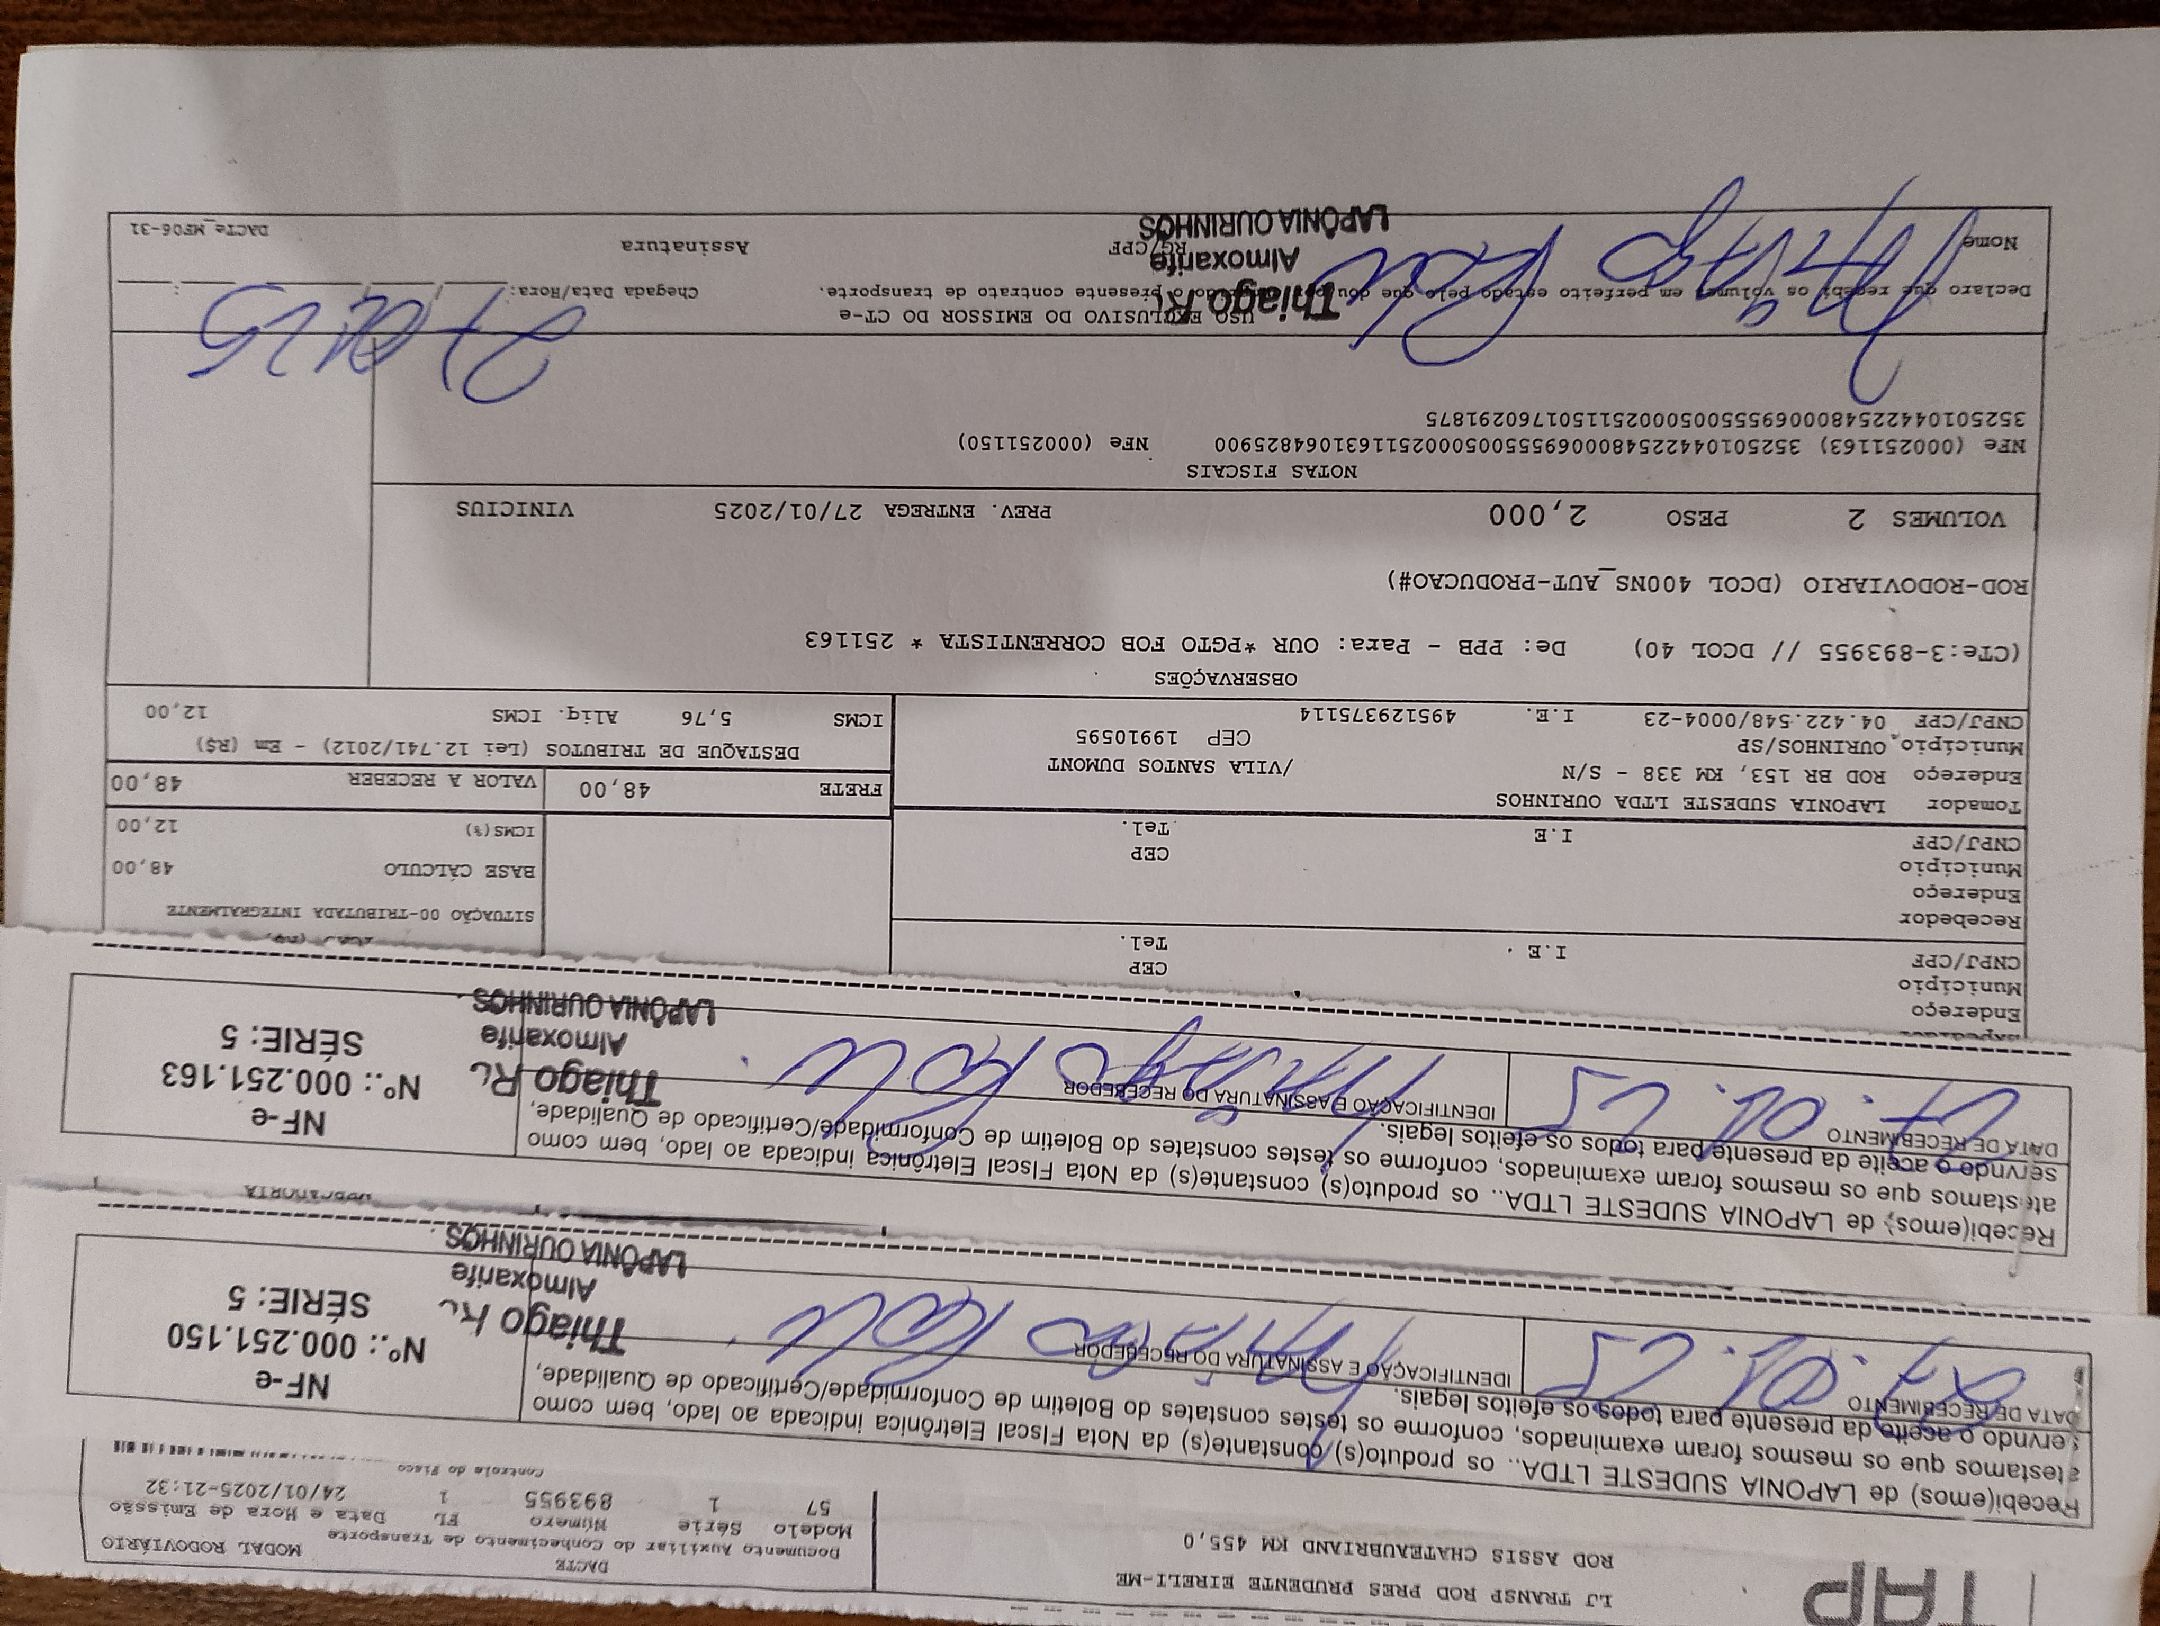 TAP
LJ TRANSP ROD PRES PRUDENTE EIRELI-ME
ROD ASSIS CHATEAUBRIAND KM 455,0
DACTE
Documento Auxiliar do Conhecimento de Transporte
MODAL RODOVIÁRIO
Modelo Série Número FL Data e Hora de Emissão
57 1 893955 1 24/01/2025-21:32
Controle do Fisco
Recebi(emos) de LAPONIA SUDESTE LTDA.. os produto(s) constante(s) da Nota FIscal Eletrônica indicada ao lado, bem como
atestamos que os mesmos foram examinados, conforme os testes constates do Boletim de Conformidade/Certificado de Qualidade,
servndo o aceite da presente para todos os efeitos legais.
DATA DE RECEBIMENTO
27.01.25
IDENTIFICAÇÃO E ASSINATURA DO RECEBEDOR
Thiago
Almoxarife
LAPÔNIA OURINHOS
NF-e
Nº.: 000.251.150
SÉRIE: 5
Recebi(emos) de LAPONIA SUDESTE LTDA.. os produto(s) constante(s) da Nota FIscal Eletrônica indicada ao lado, bem como
atestamos que os mesmos foram examinados, conforme os testes constates do Boletim de Conformidade/Certificado de Qualidade,
servndo o aceite da presente para todos os efeitos legais.
DATA DE RECEBIMENTO
27.01.25
IDENTIFICAÇÃO E ASSINATURA DO RECEBEDOR
Thiago
Almoxarife
LAPÔNIA OURINHOS
NF-e
Nº.: 000.251.163
SÉRIE: 5
Endereço
Município CEP
CNPJ/CPF I.E. Tel.
Recebedor
Endereço
Município CEP
CNPJ/CPF I.E Tel.
SITUAÇÃO 00-TRIBUTADA INTEGRALMENTE
BASE CÁLCULO 48,00
ICMS(%) 12,00
Tomador LAPONIA SUDESTE LTDA OURINHOS
Endereço ROD BR 153, KM 338 - S/N /VILA SANTOS DUMONT
Município OURINHOS/SP CEP 19910595
CNPJ/CPF 04.422.548/0004-23 I.E. 495129375114
FRETE 48,00 VALOR A RECEBER 48,00
DESTAQUE DE TRIBUTOS (Lei 12.741/2012) - Em (R$)
ICMS 5,76 Aliq. ICMS 12,00
OBSERVAÇÕES
(CTe:3-893955 // DCOL 40) De: PPB - Para: OUR *PGTO FOB CORRENTISTA * 251163
ROD-RODOVIARIO (DCOL 400NS_AUT-PRODUCAO#)
VOLUMES 2 PESO 2,000 PREV. ENTREGA 27/01/2025 VINICIUS
NOTAS FISCAIS
NFe (000251163) 35250104422548000695550050002511631064825900 NFe (000251150)
35250104422548000695550050002511501760291875
USO EXCLUSIVO DO EMISSOR DO CT-e
Declaro que recebi os volumes em perfeito estado pelo que dou por o presente contrato de transporte.
Chegada Data/Hora:
Nome RG/CPF Assinatura
DACTe_MF06-31
Thiago
Almoxarife
LAPÔNIA OURINHOS